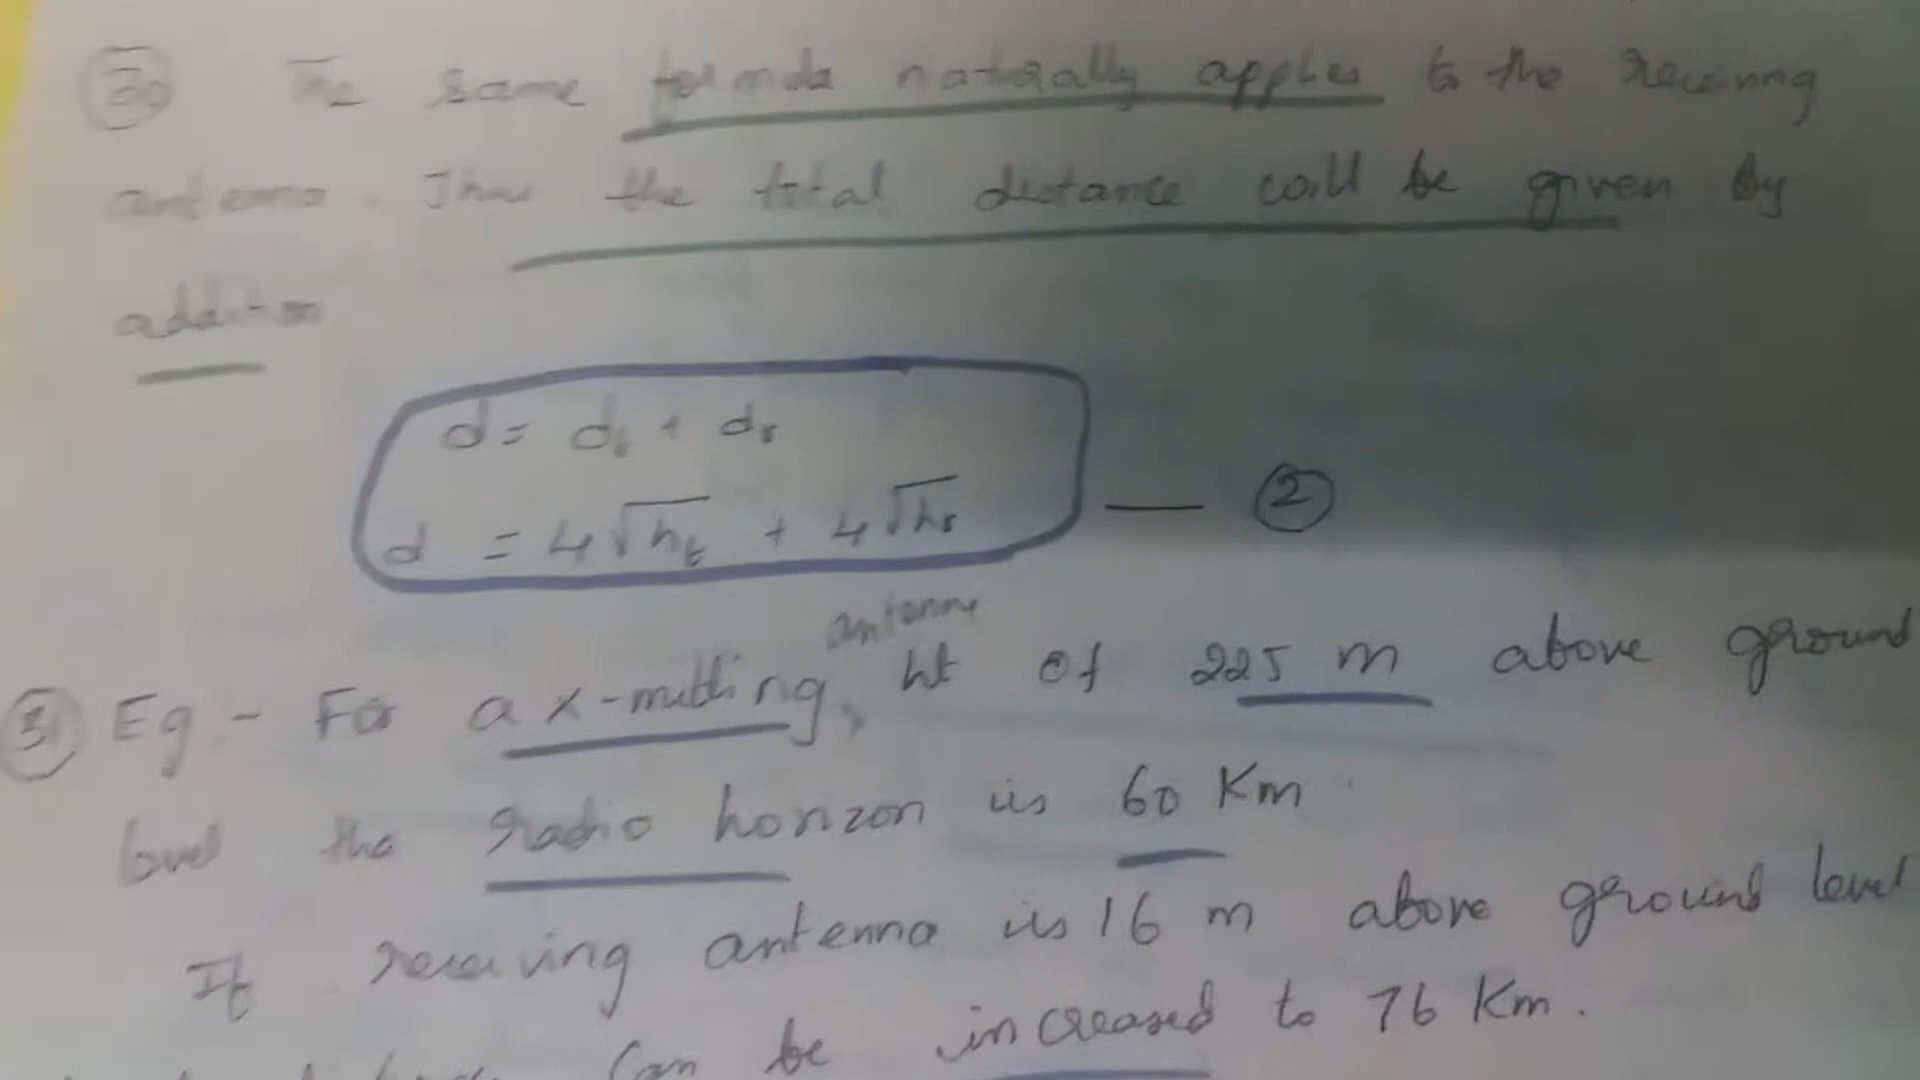 30 The same formula naturally applies to the receiving
antenna. Thus the total distance will be given by
addition
d = dt + dr
d = 4√ht + 4√hr — 2
antenna
31 Eg - For a x-mitting, ht of 225 m above ground
level the radio horizon is 60 Km.
If receiving antenna is 16 m above ground level
can be increased to 76 Km.